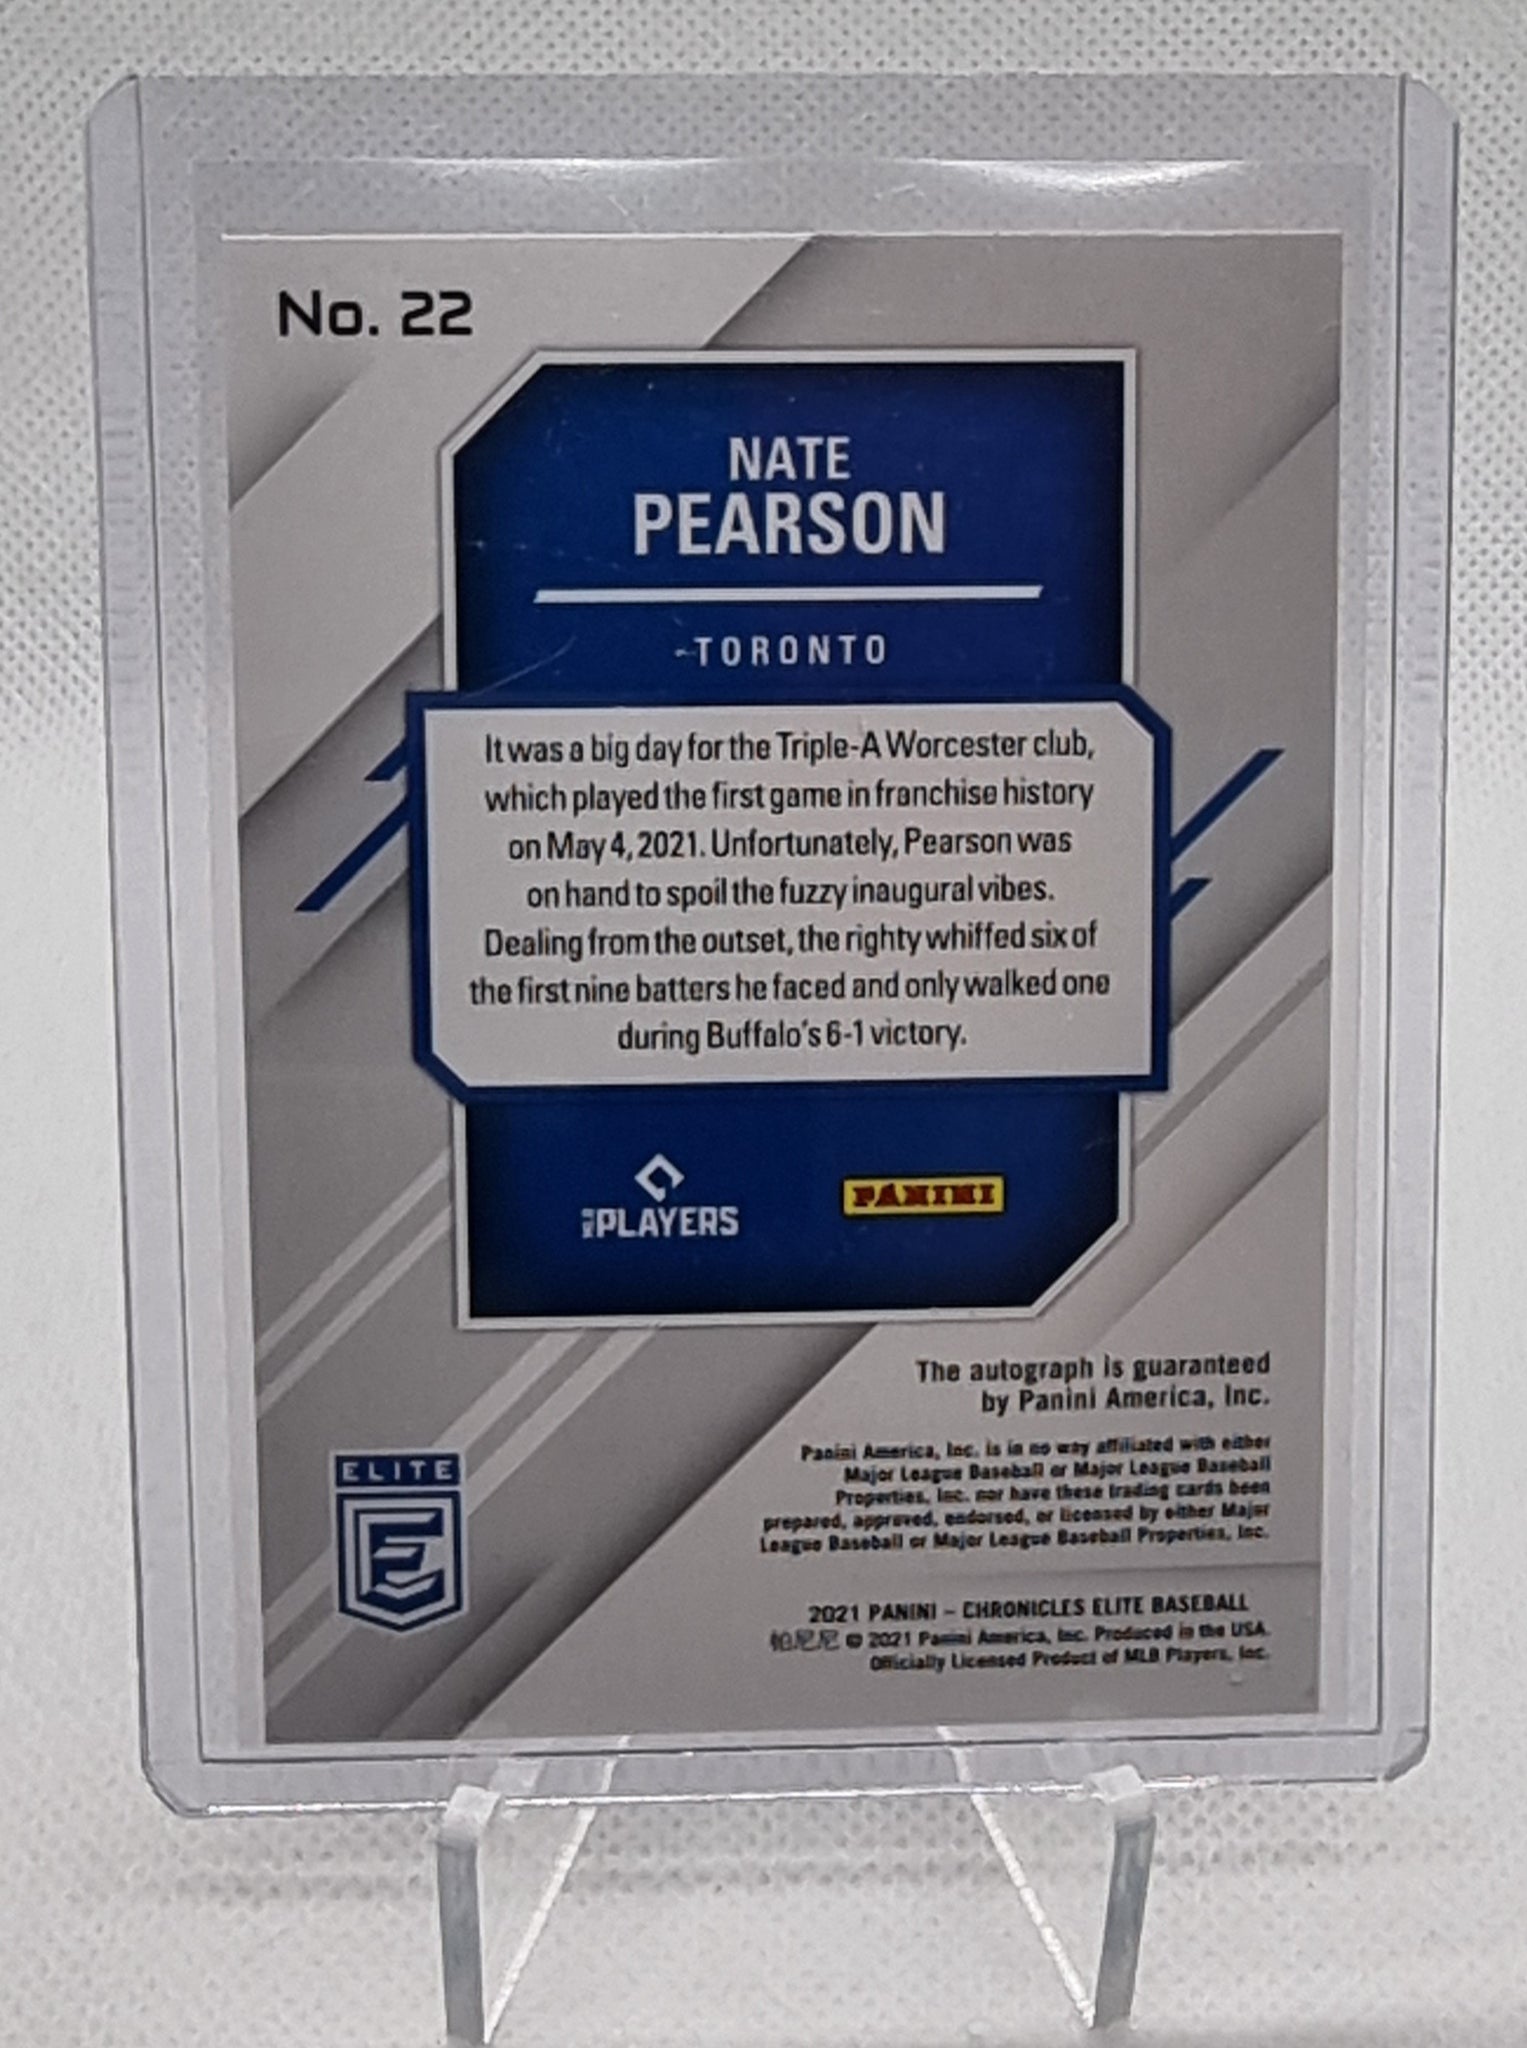 No. 22
NATE
PEARSON
TORONTO
It was a big day for the Triple-A Worcester club,
which played the first game in franchise history
on May 4, 2021. Unfortunately, Pearson was
on hand to spoil the fuzzy inaugural vibes.
Dealing from the outset, the righty whiffed six of
the first nine batters he faced and only walked one
during Buffalo's 6-1 victory.
MLB PLAYERS
PANINI
The autograph is guaranteed
by Panini America, Inc.
Panini America, Inc. is in no way affiliated with either
Major League Baseball or Major League Baseball
Properties, Inc. nor have these trading cards been
prepared, approved, endorsed, or licensed by either Major
League Baseball or Major League Baseball Properties, Inc.
ELITE
E
2021 PANINI – CHRONICLES ELITE BASEBALL
帕尼尼 © 2021 Panini America, Inc. Produced in the USA.
Officially Licensed Product of MLB Players, Inc.